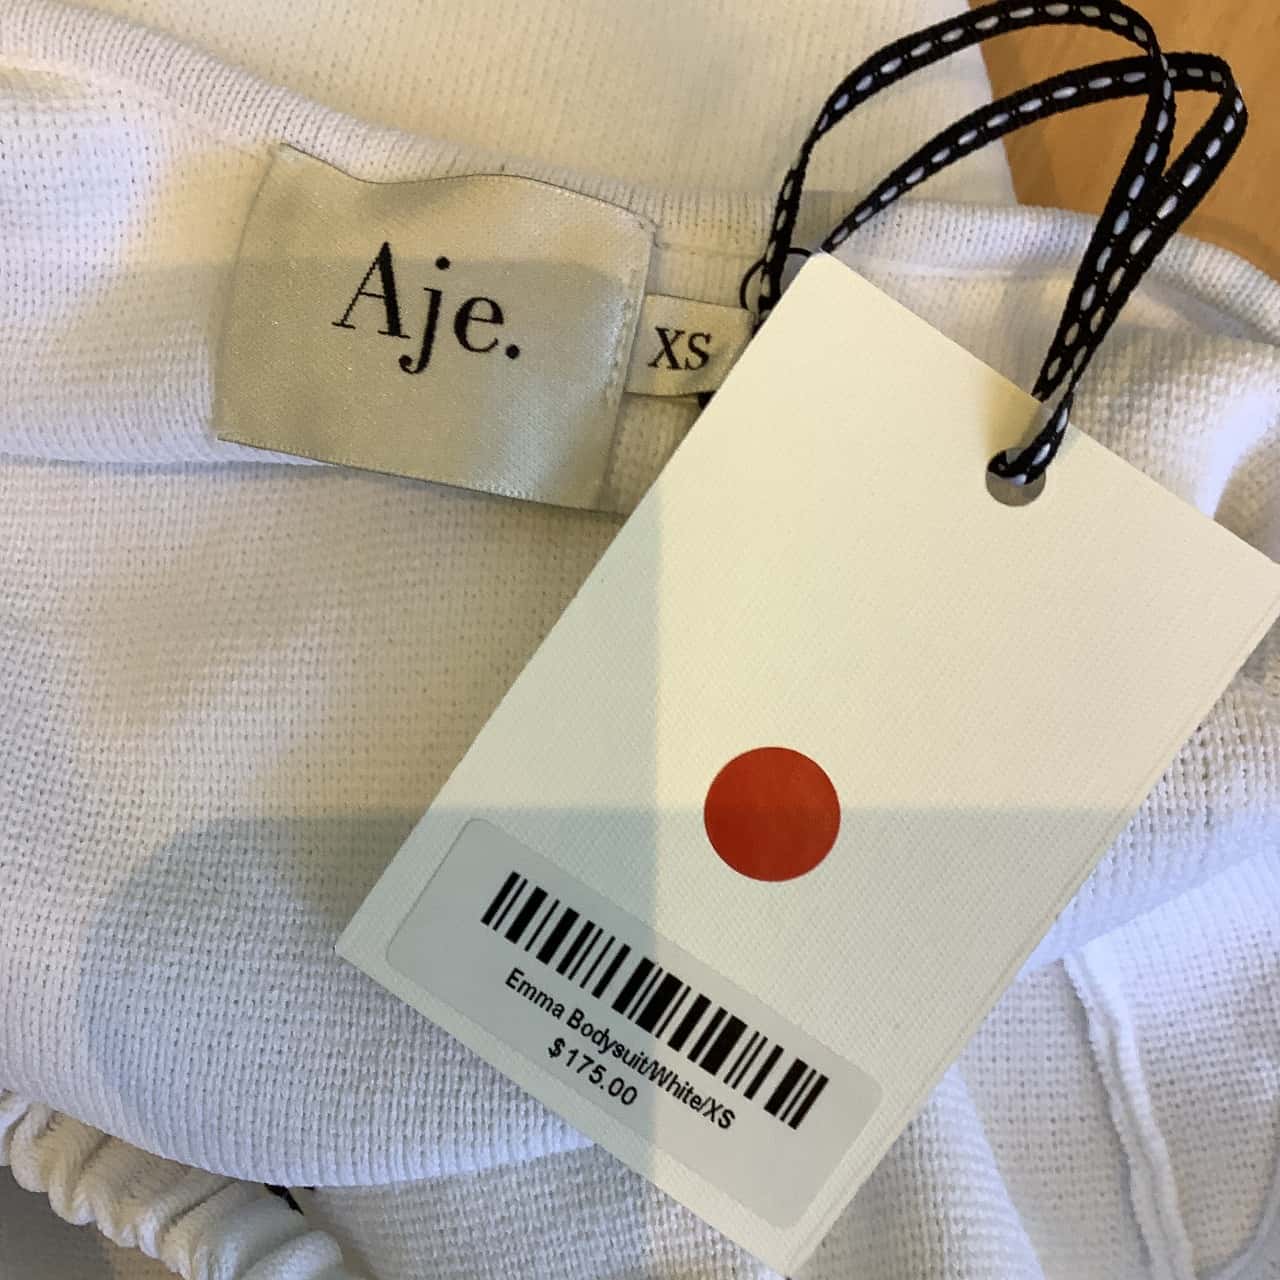 Aje.
XS
Emma Bodysuit/White/XS
$175.00